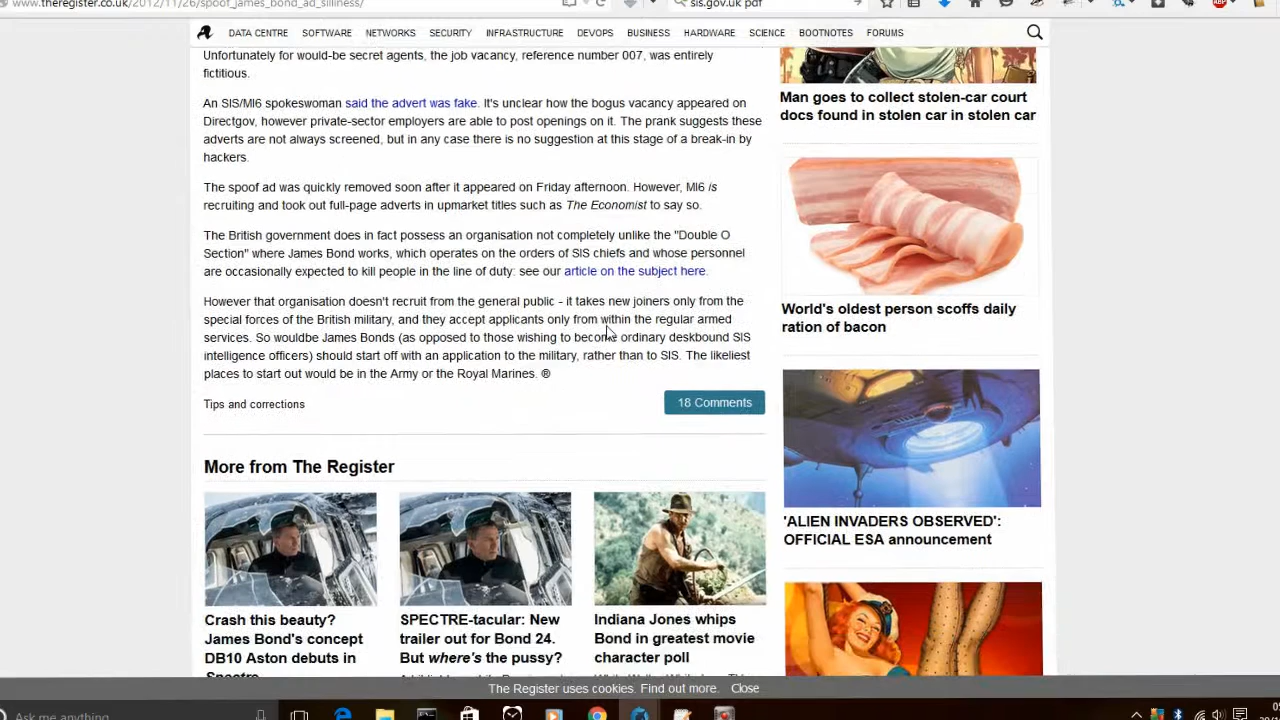 www.theregister.co.uk/2012/11/26/spoof_james_bond_ad_silliness/
sis.gov.uk pdf
DATA CENTRE SOFTWARE NETWORKS SECURITY INFRASTRUCTURE DEVOPS BUSINESS HARDWARE SCIENCE BOOTNOTES FORUMS
Unfortunately for would-be secret agents, the job vacancy, reference number 007, was entirely
fictitious.
An SIS/MI6 spokeswoman said the advert was fake. It's unclear how the bogus vacancy appeared on
Directgov, however private-sector employers are able to post openings on it. The prank suggests these
adverts are not always screened, but in any case there is no suggestion at this stage of a break-in by
hackers.
The spoof ad was quickly removed soon after it appeared on Friday afternoon. However, MI6 is
recruiting and took out full-page adverts in upmarket titles such as The Economist to say so.
The British government does in fact possess an organisation not completely unlike the "Double O
Section" where James Bond works, which operates on the orders of SIS chiefs and whose personnel
are occasionally expected to kill people in the line of duty: see our article on the subject here.
However that organisation doesn't recruit from the general public - it takes new joiners only from the
special forces of the British military, and they accept applicants only from within the regular armed
services. So wouldbe James Bonds (as opposed to those wishing to become ordinary deskbound SIS
intelligence officers) should start off with an application to the military, rather than to SIS. The likeliest
places to start out would be in the Army or the Royal Marines. ®
Tips and corrections
18 Comments
More from The Register
Crash this beauty?
James Bond's concept
DB10 Aston debuts in
Spectre
SPECTRE-tacular: New
trailer out for Bond 24.
But where's the pussy?
Indiana Jones whips
Bond in greatest movie
character poll
Man goes to collect stolen-car court
docs found in stolen car in stolen car
World's oldest person scoffs daily
ration of bacon
'ALIEN INVADERS OBSERVED':
OFFICIAL ESA announcement
The Register uses cookies. Find out more. Close
Ask me anything